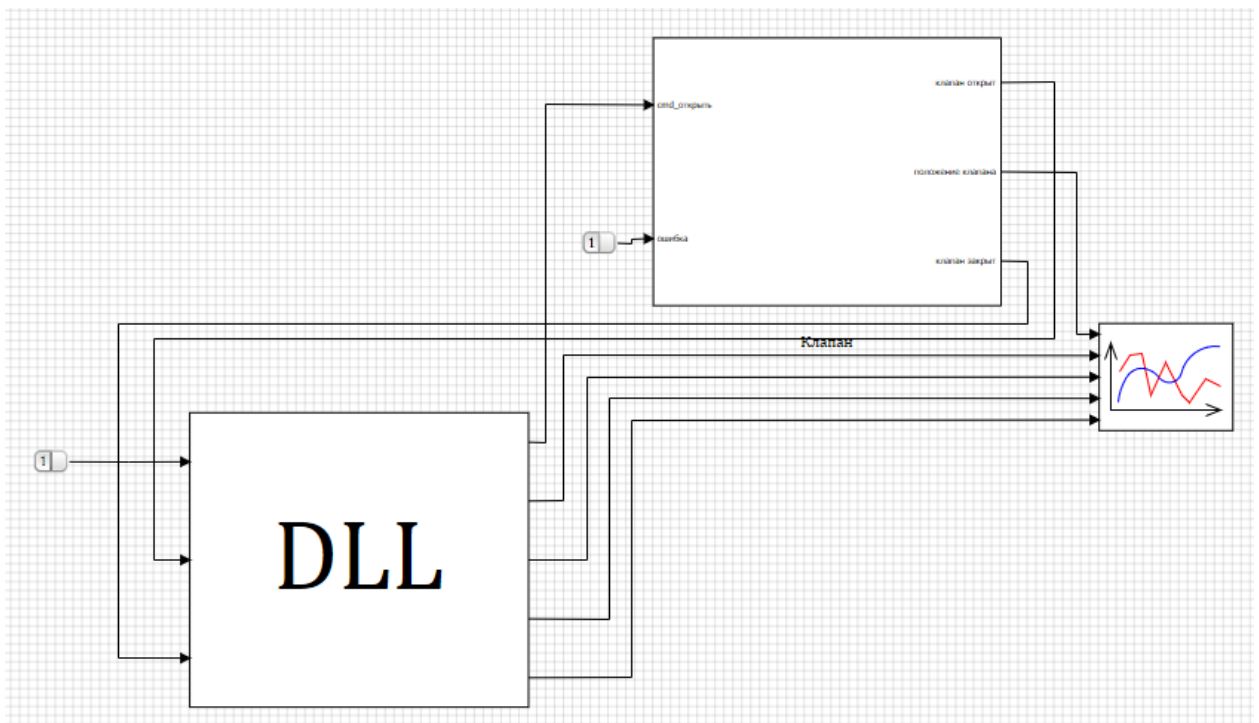 клапан открыт
cmd_открыть
положение клапана
1
ошибка
клапан закрыт
Клапан
1
DLL